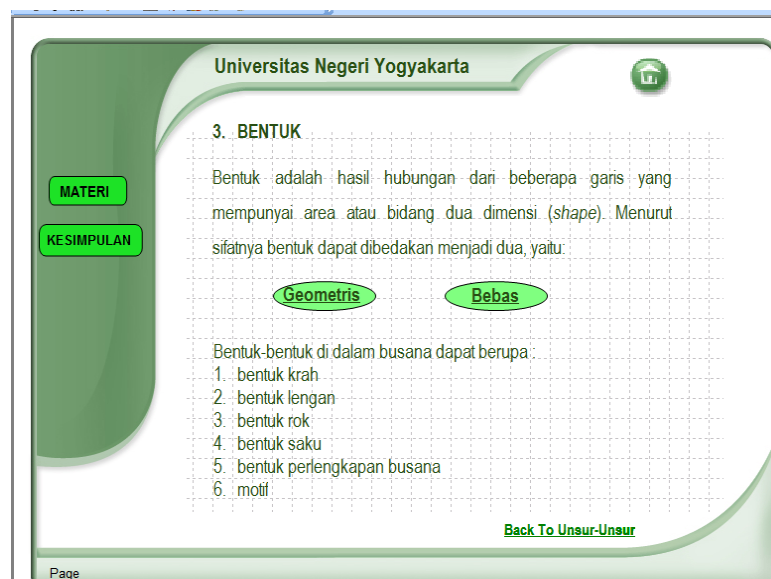 Universitas Negeri Yogyakarta
3. BENTUK
Bentuk adalah hasil hubungan dari beberapa garis yang
mempunyai area atau bidang dua dimensi (shape). Menurut
sifatnya bentuk dapat dibedakan menjadi dua, yaitu:
MATERI
KESIMPULAN
Geometris Bebas
Bentuk-bentuk di dalam busana dapat berupa :
1. bentuk krah
2. bentuk lengan
3. bentuk rok
4. bentuk saku
5. bentuk perlengkapan busana
6. motif
Back To Unsur-Unsur
Page